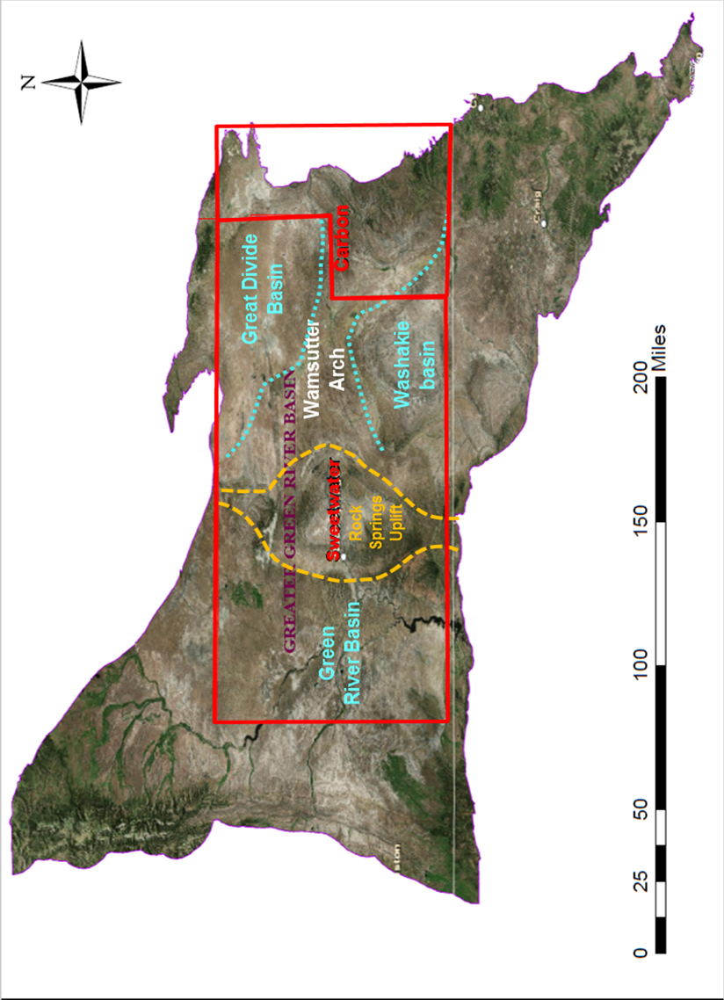 N
Great Divide
Basin
Carbon
Wamsutter
Arch
Washakie
basin
GREATER GREEN RIVER BASIN
Sweetwater
Rock
Springs
Uplift
Green
River Basin
Craig
ston
0 25 50 100 150 200
Miles